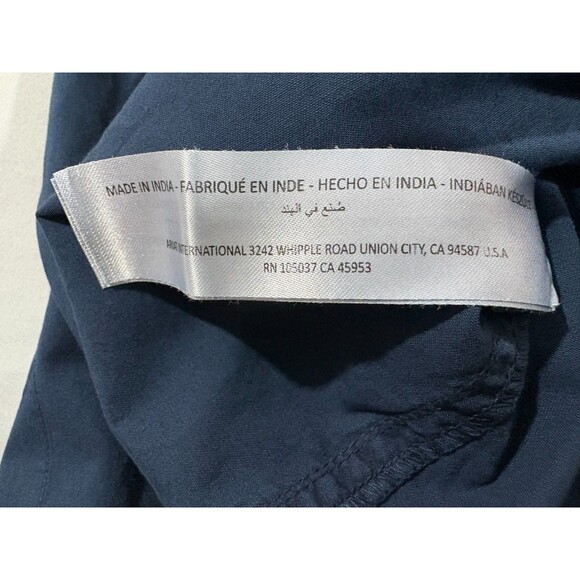 MADE IN INDIA - FABRIQUÉ EN INDE - HECHO EN INDIA - INDIÁBAN
صُنع في الهند
INTERNATIONAL 3242 WHIPPLE ROAD UNION CITY, CA 94587 U.S.A
RN 105037 CA 45953